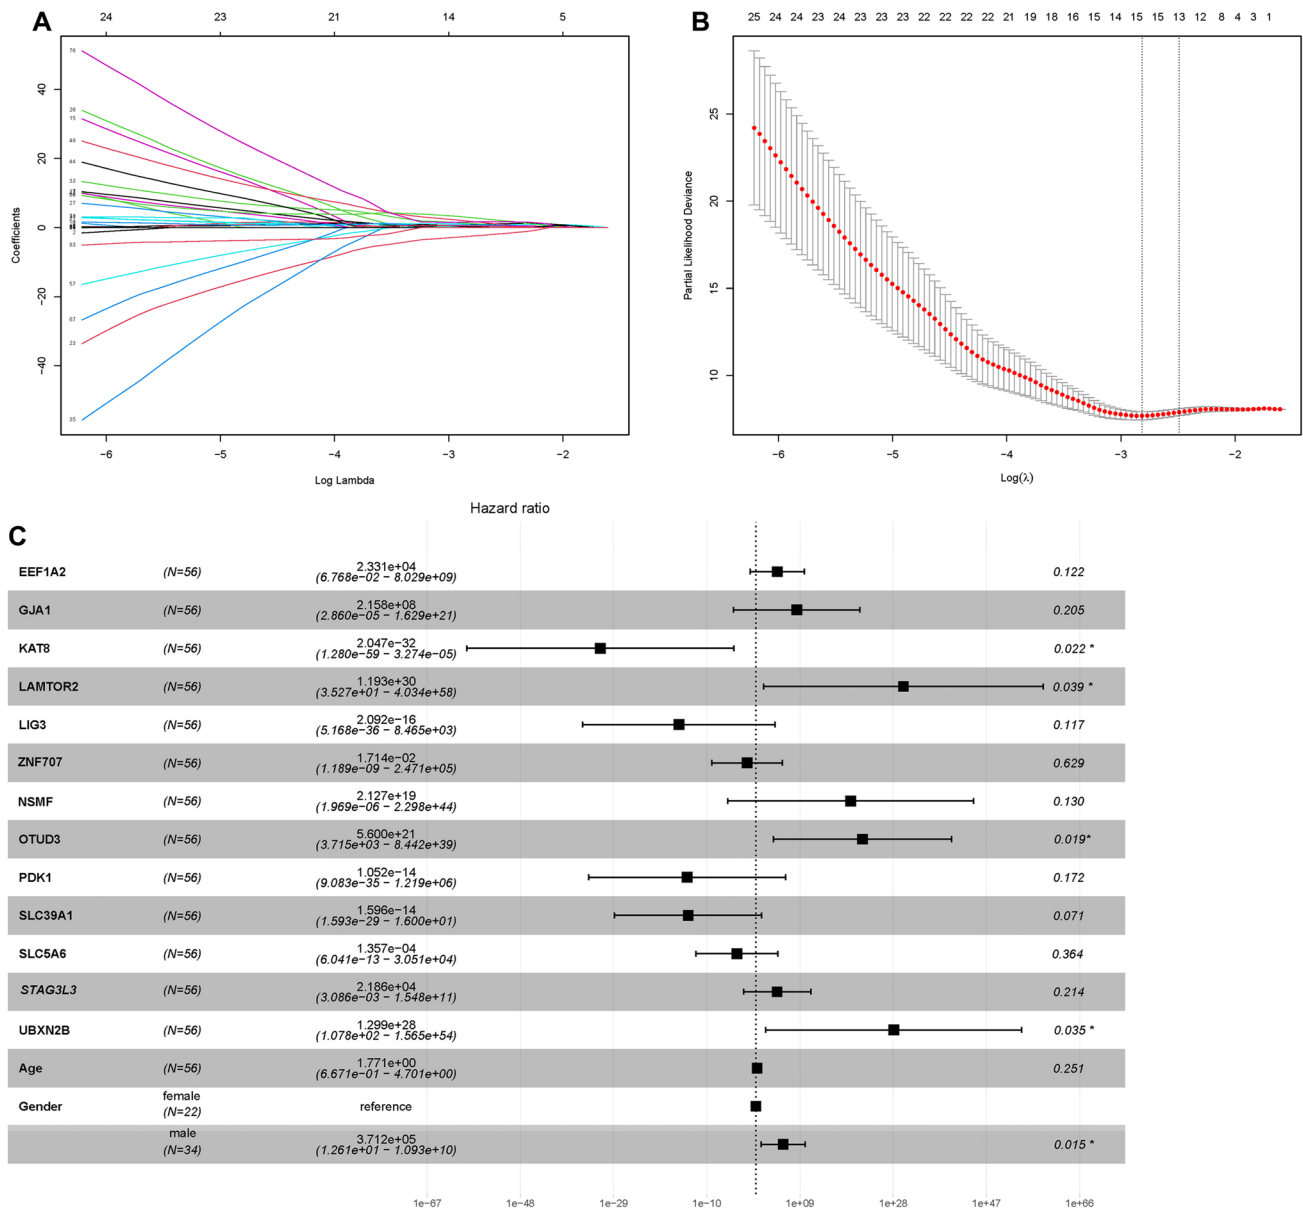 A
24 23 21 14 5
40
20
0
−20
−40
Coefficients
76
26
15
49
44
33
27
83
57
67
23
35
−6 −5 −4 −3 −2
Log Lambda
B
25 24 24 23 24 23 23 23 22 22 22 22 21 19 18 16 15 14 15 15 13 12 8 4 3 1
25
20
15
10
Partial Likelihood Deviance
−6 −5 −4 −3 −2
Log(λ)
Hazard ratio
C
EEF1A2 (N=56) 2.331e+04 0.122
(6.768e−02 − 8.029e+09)
GJA1 (N=56) 2.158e+08 0.205
(2.860e−05 − 1.629e+21)
KAT8 (N=56) 2.047e−32 0.022 *
(1.280e−59 − 3.274e−05)
LAMTOR2 (N=56) 1.193e+30 0.039 *
(3.527e+01 − 4.034e+58)
LIG3 (N=56) 2.092e−16 0.117
(5.168e−36 − 8.465e+03)
ZNF707 (N=56) 1.714e−02 0.629
(1.189e−09 − 2.471e+05)
NSMF (N=56) 2.127e+19 0.130
(1.969e−06 − 2.298e+44)
OTUD3 (N=56) 5.600e+21 0.019*
(3.715e+03 − 8.442e+39)
PDK1 (N=56) 1.052e−14 0.172
(9.083e−35 − 1.219e+06)
SLC39A1 (N=56) 1.596e−14 0.071
(1.593e−29 − 1.600e+01)
SLC5A6 (N=56) 1.357e−04 0.364
(6.041e−13 − 3.051e+04)
STAG3L3 (N=56) 2.186e+04 0.214
(3.086e−03 − 1.548e+11)
UBXN2B (N=56) 1.299e+28 0.035 *
(1.078e+02 − 1.565e+54)
Age (N=56) 1.771e+00 0.251
(6.671e−01 − 4.701e+00)
Gender female (N=22) reference
male (N=34) 3.712e+05 0.015 *
(1.261e+01 − 1.093e+10)
1e−67 1e−48 1e−29 1e−10 1e+09 1e+28 1e+47 1e+66